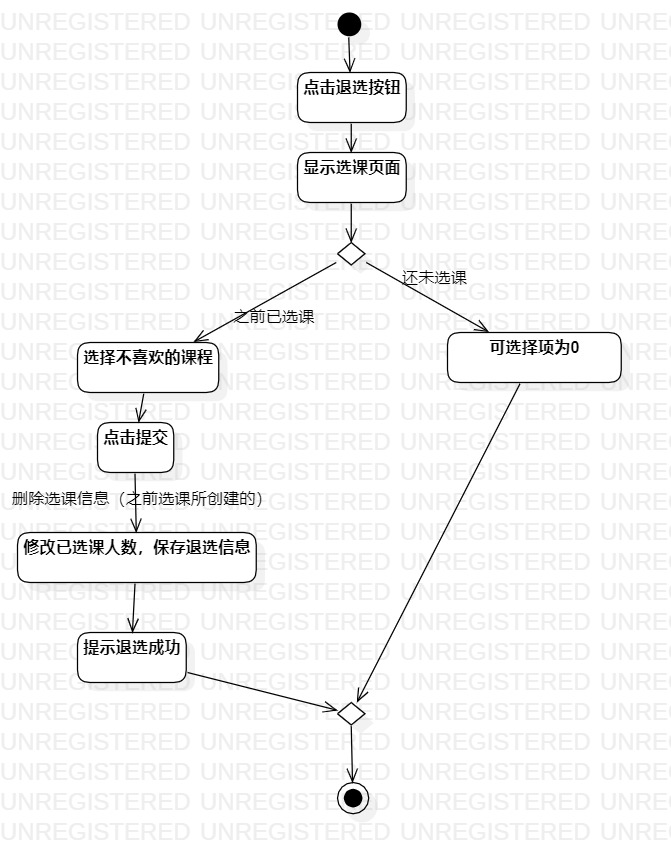 点击退选按钮
显示选课页面
还未选课
之前已选课
可选择项为0
选择不喜欢的课程
点击提交
删除选课信息（之前选课所创建的）
修改已选课人数，保存退选信息
提示退选成功
UNREGISTERED UNREGISTERED UNREGISTERED UNRE